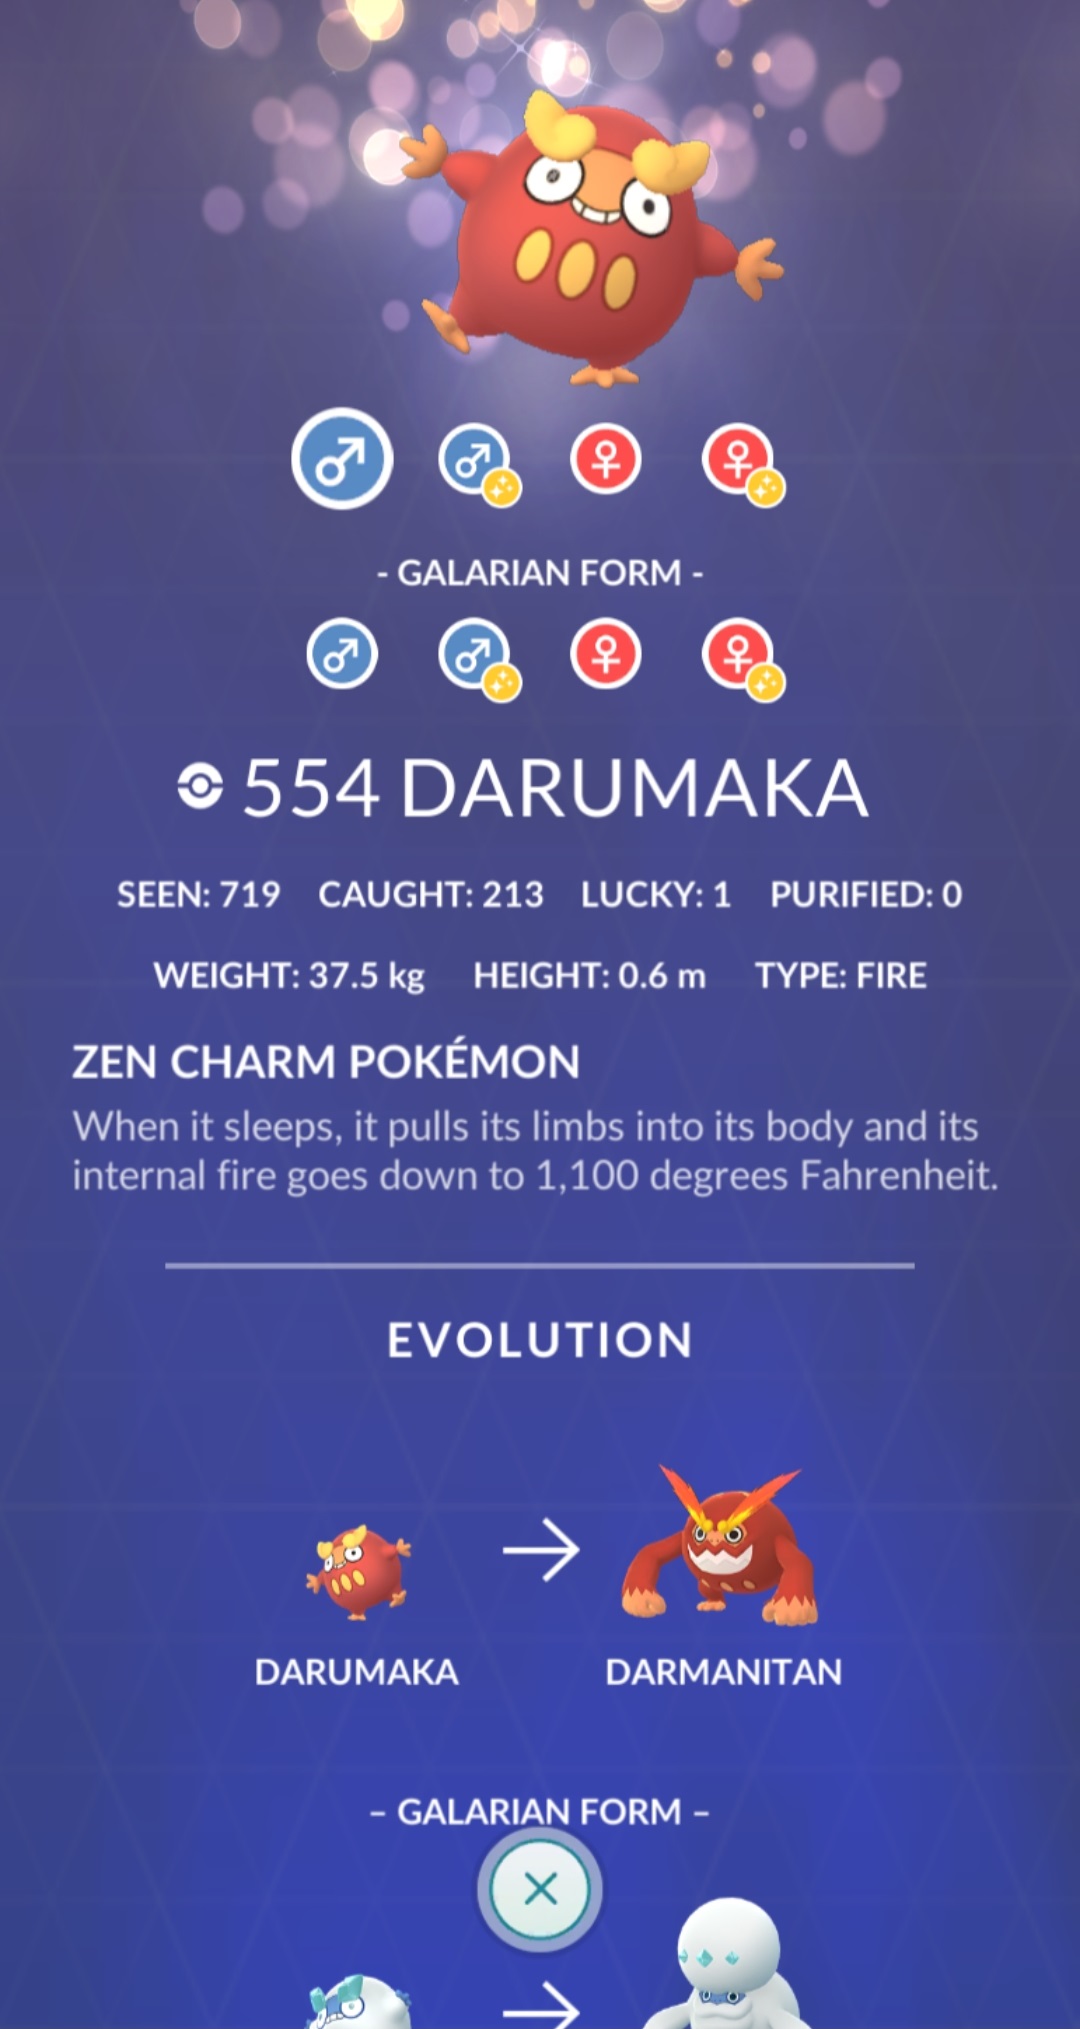 - GALARIAN FORM -
554 DARUMAKA
SEEN: 719 CAUGHT: 213 LUCKY: 1 PURIFIED: 0
WEIGHT: 37.5 kg HEIGHT: 0.6 m TYPE: FIRE
ZEN CHARM POKÉMON
When it sleeps, it pulls its limbs into its body and its
internal fire goes down to 1,100 degrees Fahrenheit.
EVOLUTION
DARUMAKA DARMANITAN
– GALARIAN FORM –